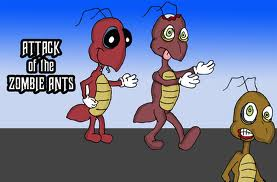 ATTACK
of the
ZOMBIE ANTS